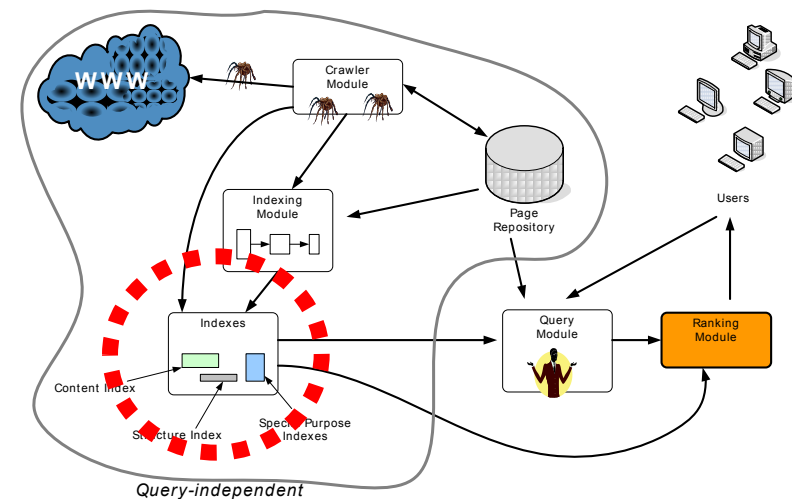 WWW
Crawler
Module
Indexing
Module
Page
Repository
Users
Indexes
Query
Module
Ranking
Module
Content Index
Structure Index
Special Purpose
Indexes
Query-independent